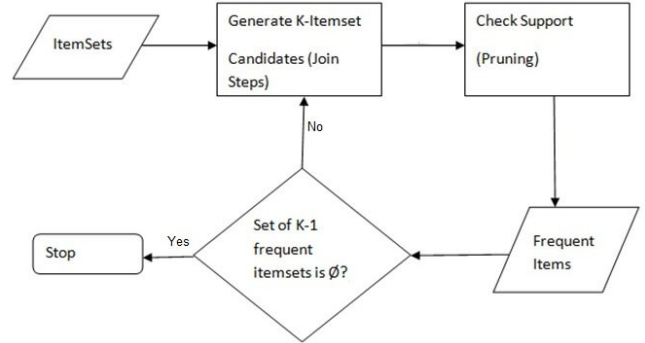 ItemSets
Generate K-Itemset
Candidates (Join
Steps)
Check Support
(Pruning)
No
Set of K-1
frequent
itemsets is Ø?
Yes
Stop
Frequent
Items